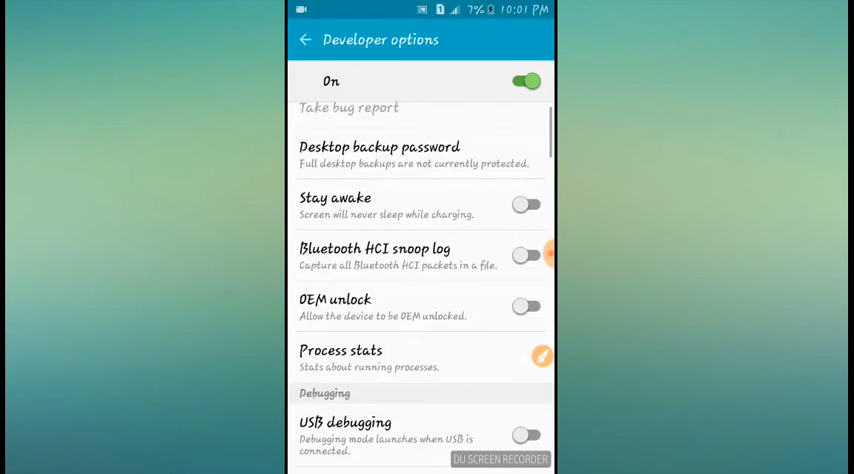 7% 10:01 PM
Developer options
On
Take bug report
Desktop backup password
Full desktop backups are not currently protected.
Stay awake
Screen will never sleep while charging.
Bluetooth HCI snoop log
Capture all Bluetooth HCI packets in a file.
OEM unlock
Allow the device to be OEM unlocked.
Process stats
Stats about running processes.
Debugging
USB debugging
Debugging mode launches when USB is
connected.
DU SCREEN RECORDER